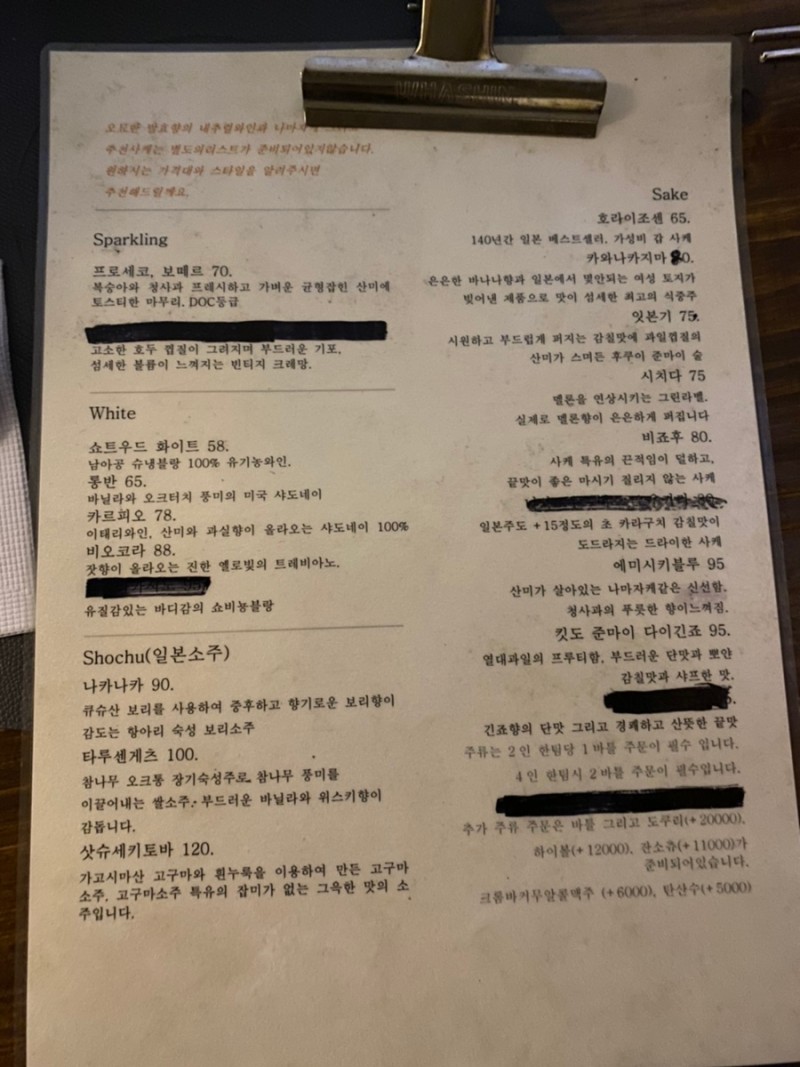 오묘한 발효향의 내추럴와인과 나마자케
추천사케는 별도의리스트가 준비되어있지않습니다.
원하시는 가격대와 스타일을 알려주시면
추천해드릴께요.
Sparkling
프로세코, 보떼르 70.
복숭아와 청사과 프레시하고 가벼운 균형잡힌 산미에
토스티한 마무리. DOC등급
고소한 호두 껍질이 그려지며 부드러운 기포,
섬세한 볼륨이 느껴지는 빈티지 크레망.
White
쇼트우드 화이트 58.
남아공 슈냉블랑 100% 유기농와인.
롱반 65.
바닐라와 오크터치 풍미의 미국 샤도네이
카르피오 78.
이태리와인, 산미와 과실향이 올라오는 샤도네이 100%
비오코라 88.
잣향이 올라오는 진한 옐로빛의 트레비아노.
유질감있는 바디감의 쇼비뇽블랑
Shochu(일본소주)
나카나카 90.
큐슈산 보리를 사용하여 중후하고 향기로운 보리향이
감도는 항아리 숙성 보리소주
타루센게츠 100.
참나무 오크통 장기숙성주로 참나무 풍미를
이끌어내는 쌀소주. 부드러운 바닐라와 위스키향이
감돕니다.
삿슈세키토바 120.
가고시마산 고구마와 흰누룩을 이용하여 만든 고구마
소주. 고구마소주 특유의 잡미가 없는 그윽한 맛의 소
주입니다.
Sake
호라이조센 65.
140년간 일본 베스트셀러. 가성비 갑 사케
카와나카지마 80.
은은한 바나나향과 일본에서 몇안되는 여성 토지가
빚어낸 제품으로 맛이 섬세한 최고의 식중주
잇본기 75.
시원하고 부드럽게 퍼지는 감칠맛에 과일껍질의
산미가 스며든 후쿠이 준마이 술
시치다 75
멜론을 연상시키는 그린라벨.
실제로 멜론향이 은은하게 퍼집니다
비죠후 80.
사케 특유의 끈적임이 덜하고,
끝맛이 좋은 마시기 질리지 않는 사케
일본주도 +15정도의 초 카라구치 감칠맛이
도드라지는 드라이한 사케
에미시키블루 95
산미가 살아있는 나마자케같은 신선함.
청사과의 푸릇한 향이느껴짐.
킷도 준마이 다이긴죠 95.
열대과일의 프루티함, 부드러운 단맛과 뽀얀
감칠맛과 샤프한 맛.
긴죠향의 단맛 그리고 경쾌하고 산뜻한 끝맛
주류는 2인 한팀당 1바틀 주문이 필수 입니다.
4인 한팀시 2바틀 주문이 필수입니다.
추가 주류 주문은 바틀 그리고 도쿠리(+20000).
하이볼(+12000), 잔소츄(+11000)가
준비되어있습니다.
크롬바커무알콜맥주 (+6000), 탄산수(+5000)